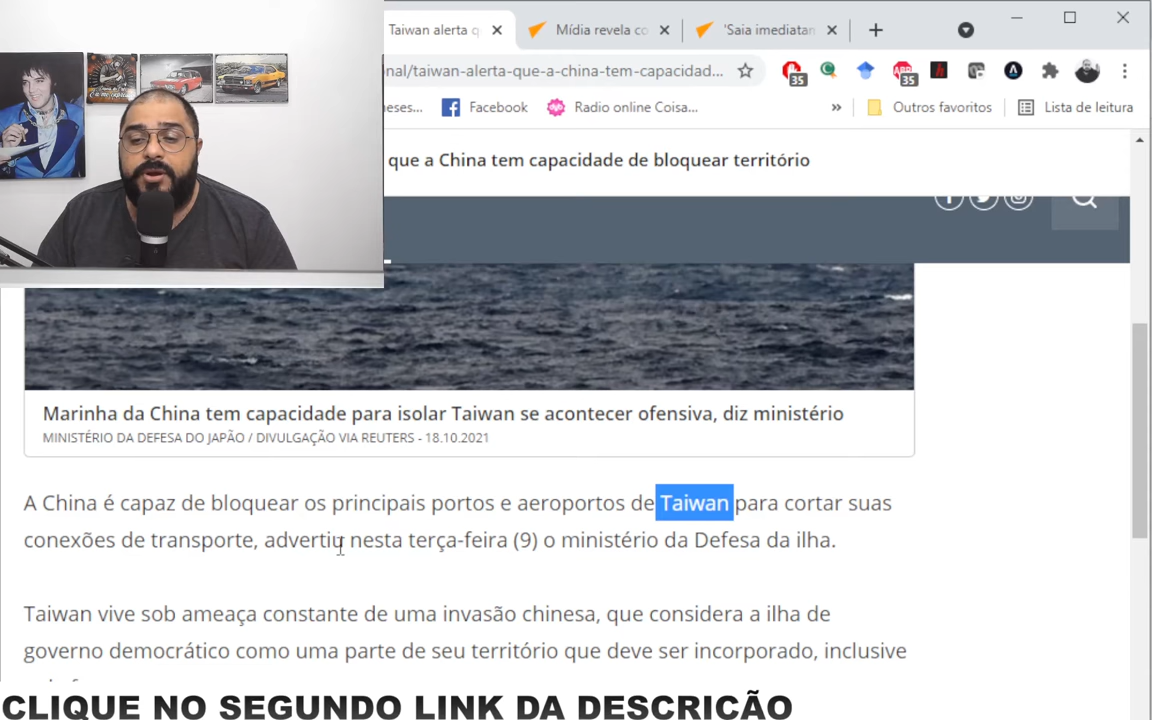 Taiwan alerta q
Mídia revela co
'Saia imediatan
nal/taiwan-alerta-que-a-china-tem-capacidad...
35
35
eses...
Facebook
Radio online Coisa...
»
Outros favoritos
Lista de leitura
que a China tem capacidade de bloquear território
Marinha da China tem capacidade para isolar Taiwan se acontecer ofensiva, diz ministério
MINISTÉRIO DA DEFESA DO JAPÃO / DIVULGAÇÃO VIA REUTERS - 18.10.2021
A China é capaz de bloquear os principais portos e aeroportos de Taiwan para cortar suas
conexões de transporte, advertiu nesta terça-feira (9) o ministério da Defesa da ilha.
Taiwan vive sob ameaça constante de uma invasão chinesa, que considera a ilha de
governo democrático como uma parte de seu território que deve ser incorporado, inclusive
CLIQUE NO SEGUNDO LINK DA DESCRIÇÃO